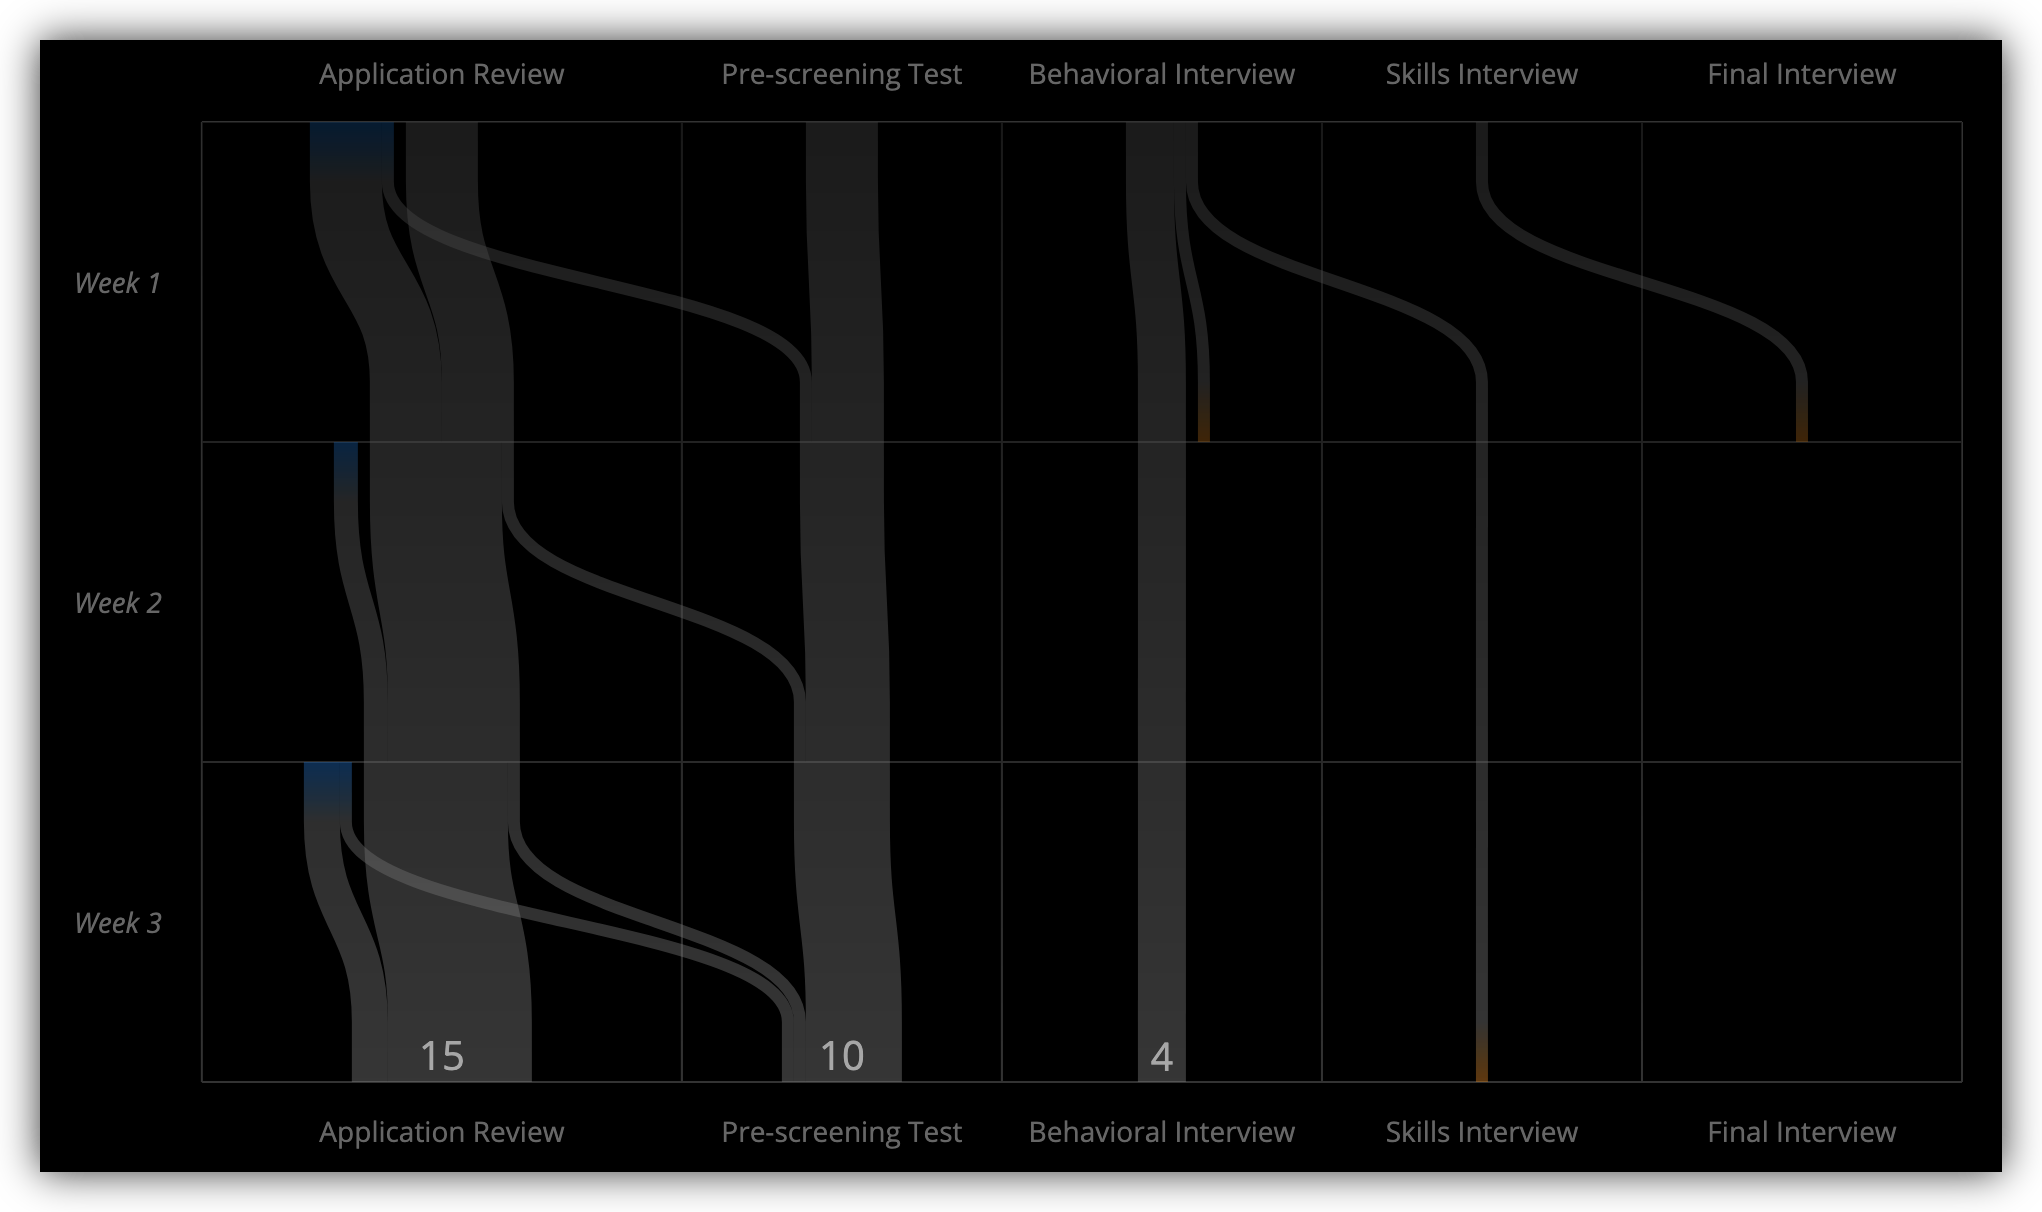 Application Review
Pre-screening Test
Behavioral Interview
Skills Interview
Final Interview
Week 1
Week 2
Week 3
15
10
4
Application Review
Pre-screening Test
Behavioral Interview
Skills Interview
Final Interview